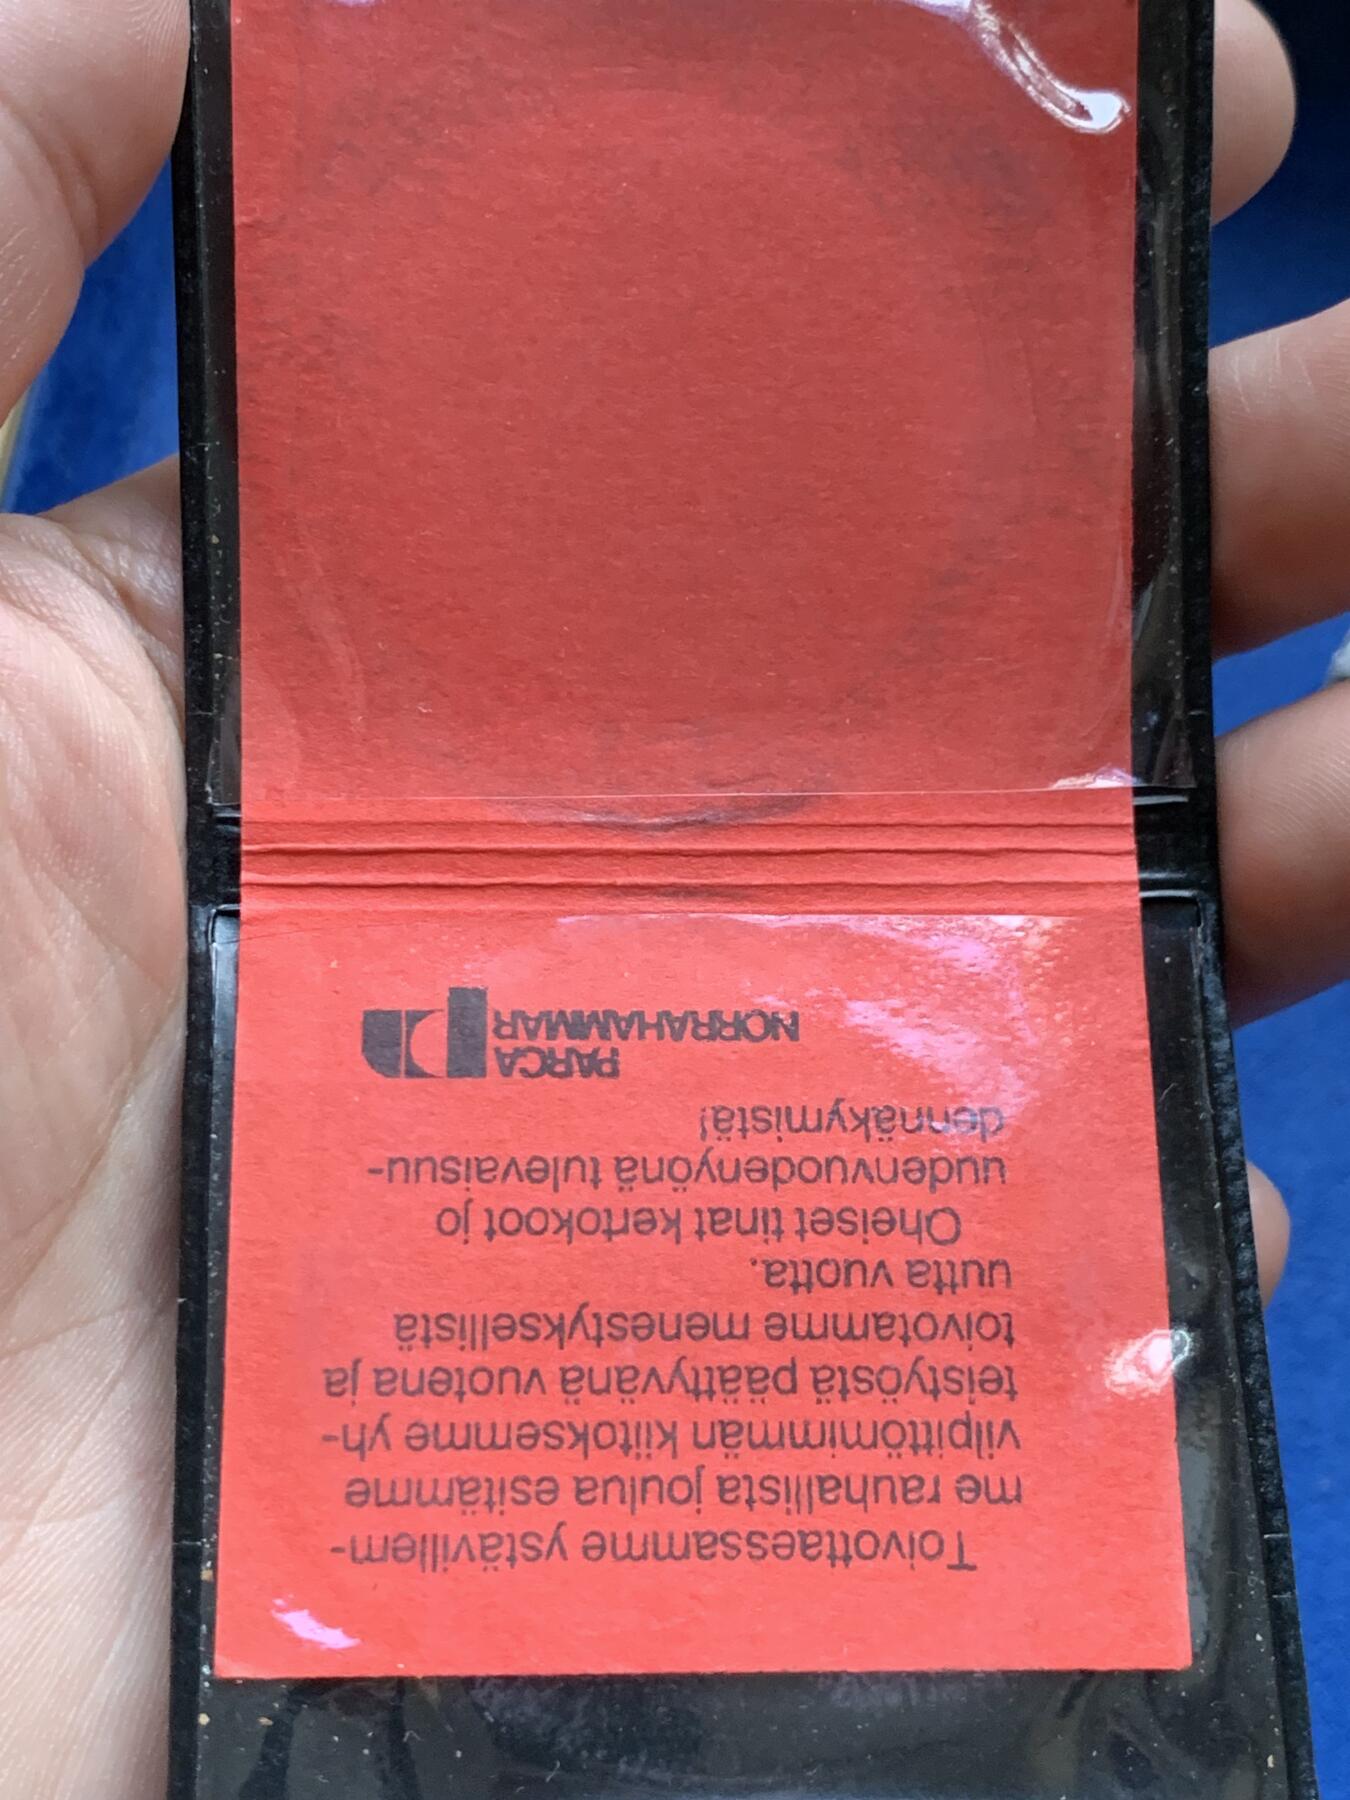 Toivottaessamme ystävillem-
me rauhallista joulua esitämme
vilpittömimmän kiitoksemme yh-
teistyöstä päättyvänä vuotena ja
toivotamme menestyksellistä
uutta vuotta.
Oheiset tinat kertokoot jo
uudenvuodenyönä tulevaisuu-
dennäkymistä!
PARCA
NORRAHAMMAR